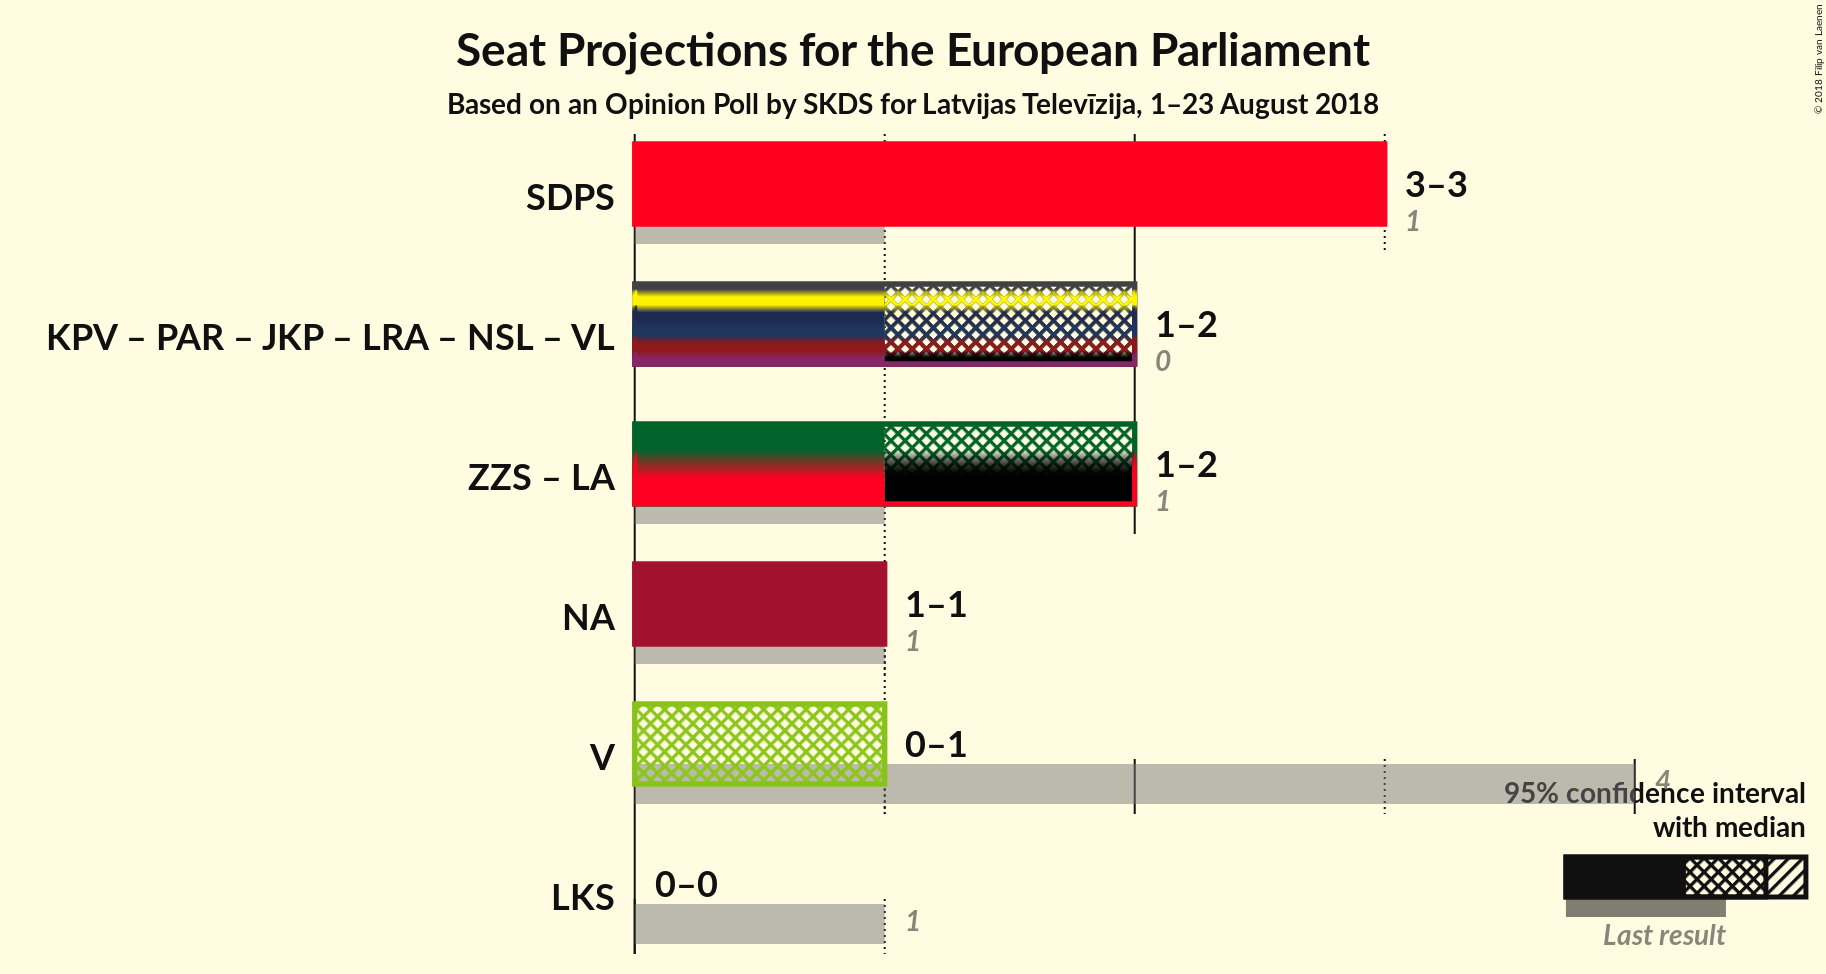 Seat Projections for the European Parliament
Based on an Opinion Poll by SKDS for Latvijas Televīzija, 1–23 August 2018
© 2018 Filip van Laenen
SDPS
3–3
1
KPV – PAR – JKP – LRA – NSL – VL
1–2
0
ZZS – LA
1–2
1
NA
1–1
1
V
0–1
4
LKS
0–0
1
95% confidence interval
with median
Last result